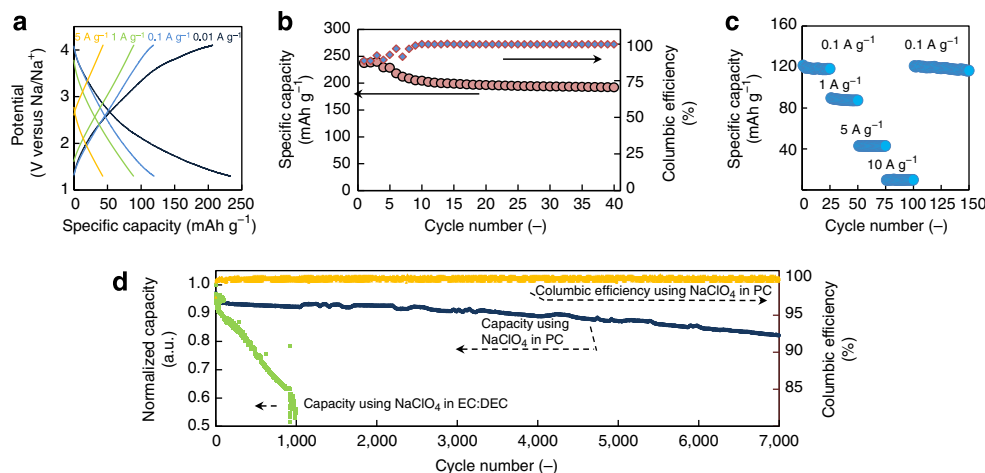 a
5 A g⁻¹ 1 A g⁻¹ 0.1 A g⁻¹ 0.01 A g⁻¹
5
4
3
2
1
Potential
(V versus Na/Na⁺)
0 50 100 150 200 250
Specific capacity (mAh g⁻¹)
b
300
250
200
150
100
50
0
Specific capacity
(mAh g⁻¹)
100
75
50
25
0
Columbic efficiency
(%)
0 5 10 15 20 25 30 35 40
Cycle number (–)
c
160
120
80
40
0
Specific capacity
(mAh g⁻¹)
0.1 A g⁻¹ 0.1 A g⁻¹
1 A g⁻¹
5 A g⁻¹
10 A g⁻¹
0 25 50 75 100 125 150
Cycle number (–)
d
1.0
0.9
0.8
0.7
0.6
0.5
Normalized capacity
(a.u.)
Columbic efficiency using NaClO₄ in PC
Capacity using
NaClO₄ in PC
Capacity using NaClO₄ in EC:DEC
100
95
90
85
Columbic efficiency
(%)
0 1,000 2,000 3,000 4,000 5,000 6,000 7,000
Cycle number (–)